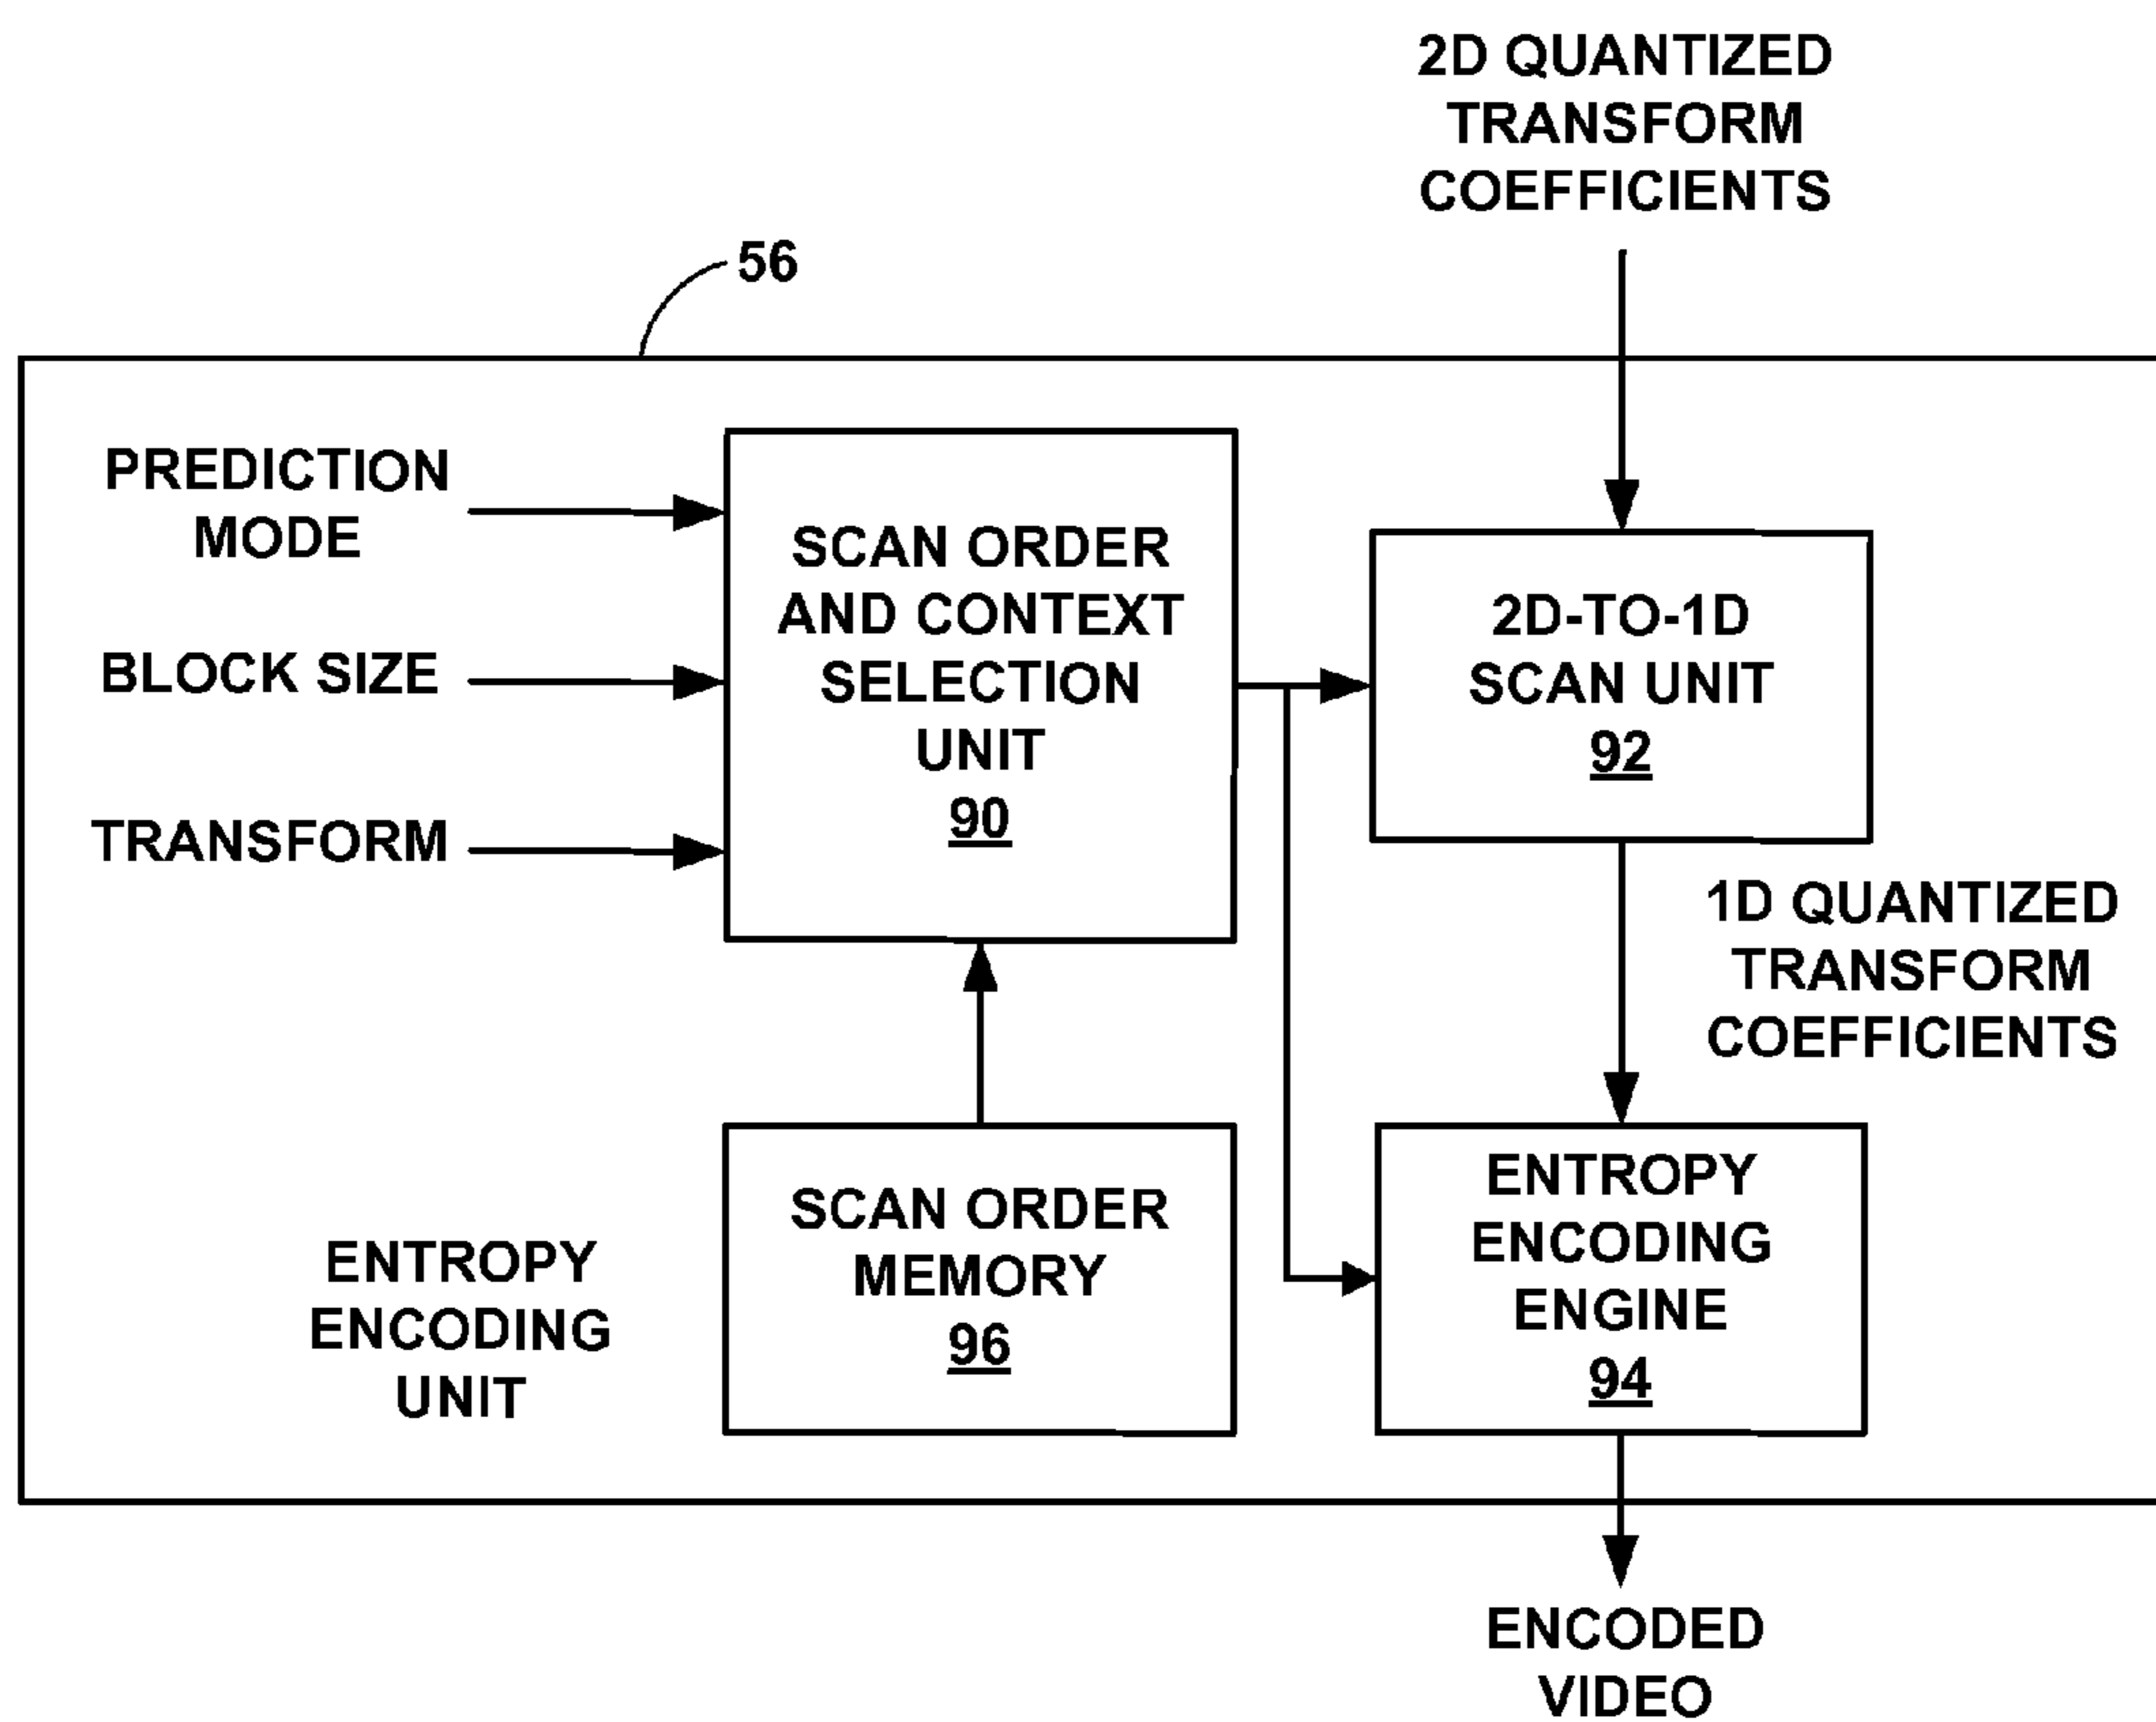 2D QUANTIZED
TRANSFORM
COEFFICIENTS
56
PREDICTION
MODE
BLOCK SIZE
TRANSFORM
SCAN ORDER
AND CONTEXT
SELECTION
UNIT
90
2D-TO-1D
SCAN UNIT
92
1D QUANTIZED
TRANSFORM
COEFFICIENTS
ENTROPY
ENCODING
UNIT
SCAN ORDER
MEMORY
96
ENTROPY
ENCODING
ENGINE
94
ENCODED
VIDEO